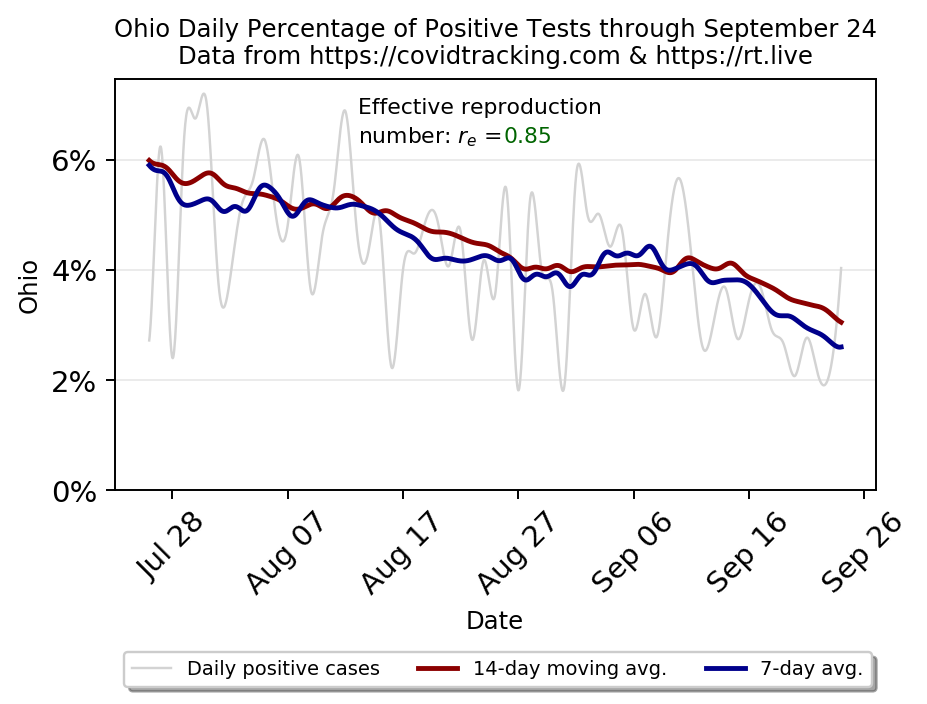 Ohio Daily Percentage of Positive Tests through September 24
Data from https://covidtracking.com & https://rt.live
Effective reproduction
number: rₑ =0.85
6%
4%
2%
0%
Ohio
Jul 28
Aug 07
Aug 17
Aug 27
Sep 06
Sep 16
Sep 26
Date
Daily positive cases
14-day moving avg.
7-day avg.